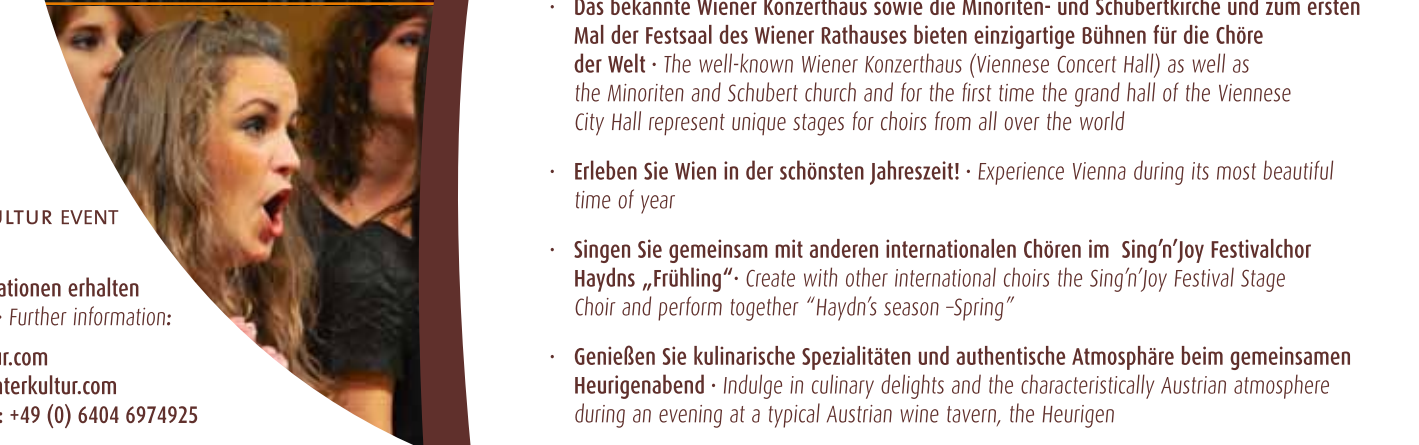 ULTUR EVENT
ationen erhalten
· Further information:
ur.com
nterkultur.com
: +49 (0) 6404 6974925
· Das bekannte Wiener Konzerthaus sowie die Minoriten- und Schubertkirche und zum ersten
Mal der Festsaal des Wiener Rathauses bieten einzigartige Bühnen für die Chöre
der Welt · The well-known Wiener Konzerthaus (Viennese Concert Hall) as well as
the Minoriten and Schubert church and for the first time the grand hall of the Viennese
City Hall represent unique stages for choirs from all over the world
· Erleben Sie Wien in der schönsten Jahreszeit! · Experience Vienna during its most beautiful
time of year
· Singen Sie gemeinsam mit anderen internationalen Chören im Sing’n’Joy Festivalchor
Haydns „Frühling“· Create with other international choirs the Sing’n’Joy Festival Stage
Choir and perform together “Haydn’s season –Spring”
· Genießen Sie kulinarische Spezialitäten und authentische Atmosphäre beim gemeinsamen
Heurigenabend · Indulge in culinary delights and the characteristically Austrian atmosphere
during an evening at a typical Austrian wine tavern, the Heurigen